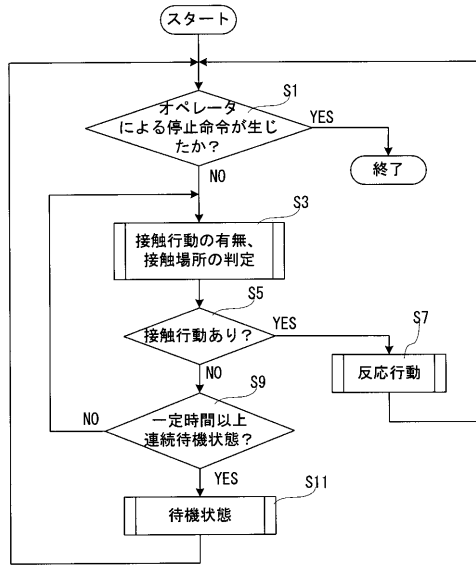 スタート
S1
オペレータ
による停止命令が生じ
たか？
YES
終了
NO
S3
接触行動の有無、
接触場所の判定
S5
接触行動あり？
YES
S7
反応行動
NO
S9
NO
一定時間以上
連続待機状態？
YES
S11
待機状態